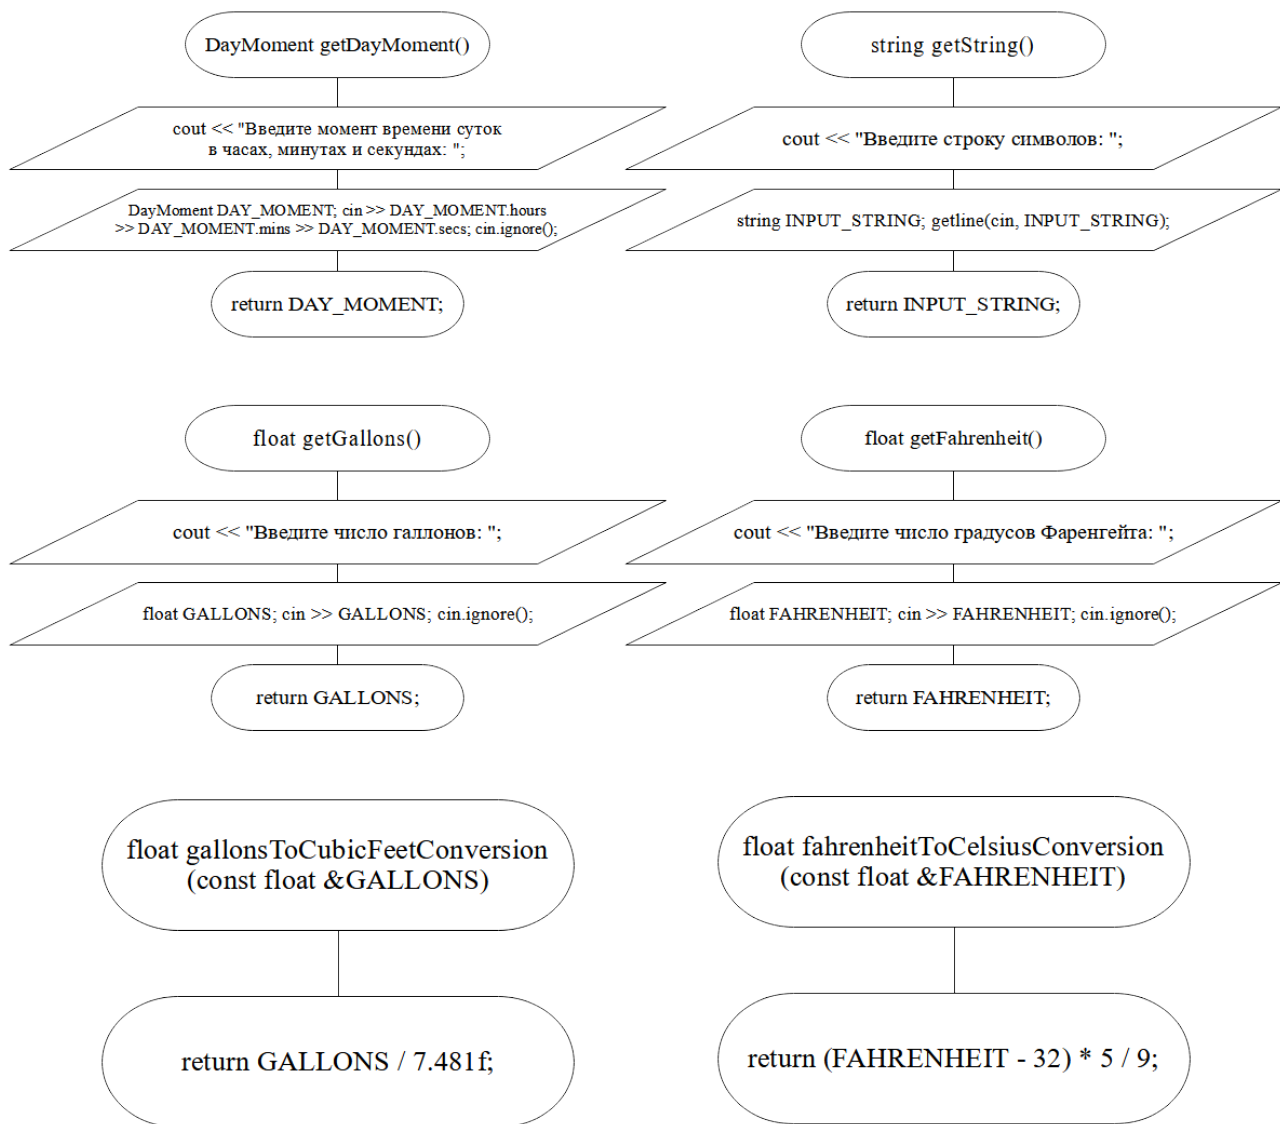 DayMoment getDayMoment()
cout << "Введите момент времени суток
в часах, минутах и секундах: ";
DayMoment DAY_MOMENT; cin >> DAY_MOMENT.hours
>> DAY_MOMENT.mins >> DAY_MOMENT.secs; cin.ignore();
return DAY_MOMENT;
string getString()
cout << "Введите строку символов: ";
string INPUT_STRING; getline(cin, INPUT_STRING);
return INPUT_STRING;
float getGallons()
cout << "Введите число галлонов: ";
float GALLONS; cin >> GALLONS; cin.ignore();
return GALLONS;
float getFahrenheit()
cout << "Введите число градусов Фаренгейта: ";
float FAHRENHEIT; cin >> FAHRENHEIT; cin.ignore();
return FAHRENHEIT;
float gallonsToCubicFeetConversion
(const float &GALLONS)
return GALLONS / 7.481f;
float fahrenheitToCelsiusConversion
(const float &FAHRENHEIT)
return (FAHRENHEIT - 32) * 5 / 9;